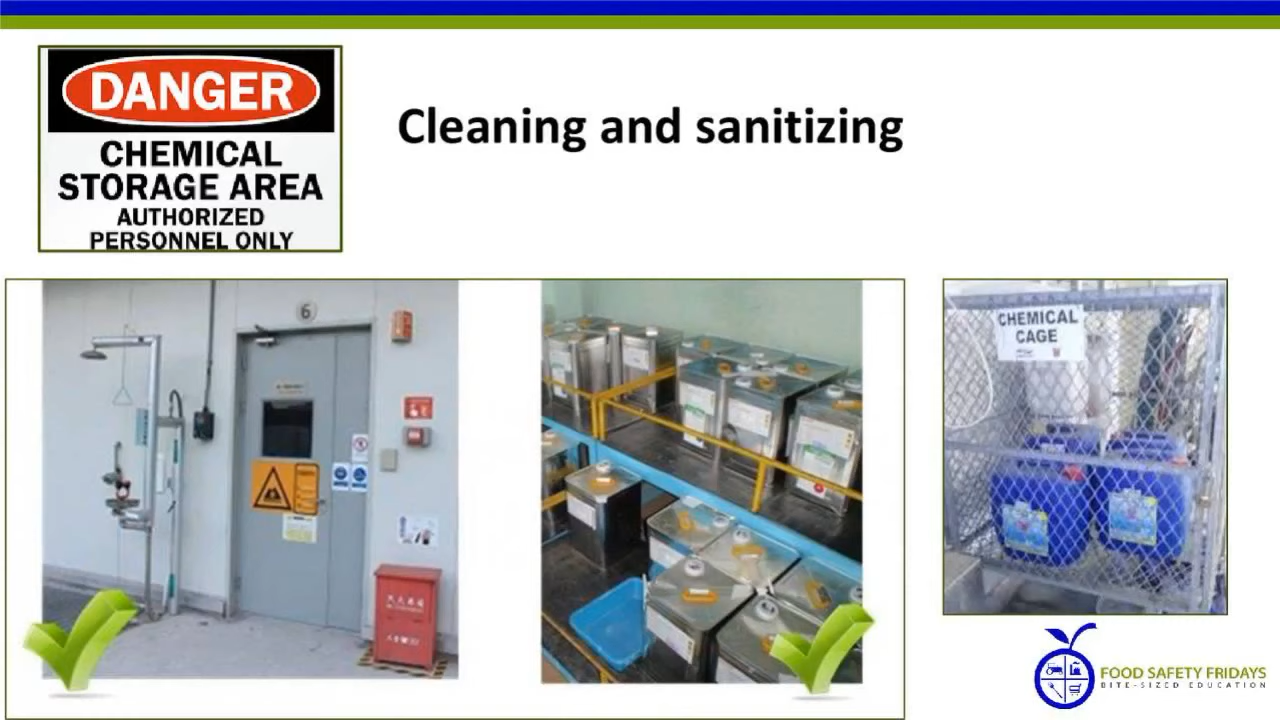 DANGER
CHEMICAL
STORAGE AREA
AUTHORIZED
PERSONNEL ONLY
Cleaning and sanitizing
6
CHEMICAL
CAGE
FOOD SAFETY FRIDAYS
BITE-SIZED EDUCATION